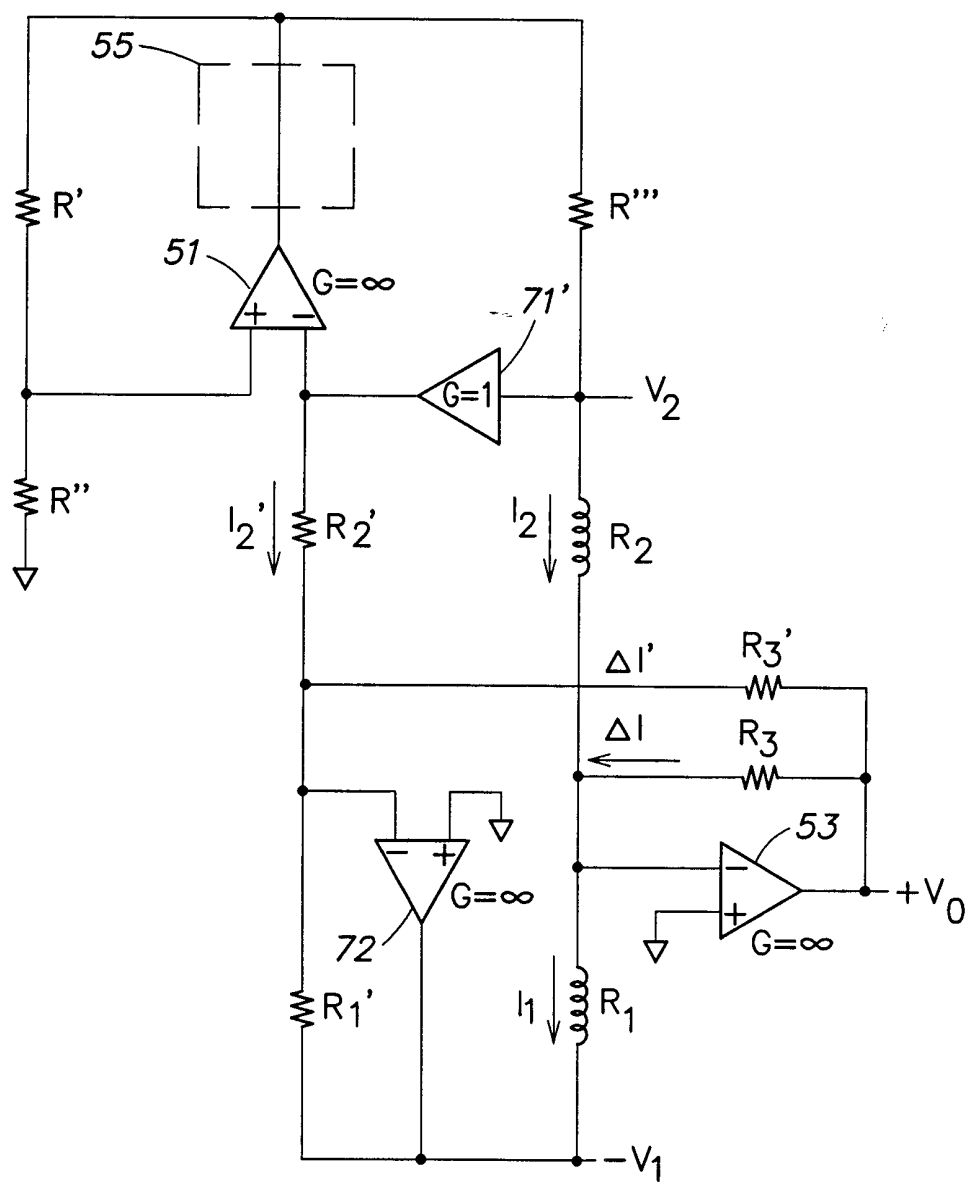 55
R'
R'''
51
G=∞
+ −
71'
G=1
V2
R''
I2'
R2'
I2
R2
ΔI'
R3'
ΔI
R3
53
− +
G=∞
72
−
+
G=∞
+V0
R1'
I1
R1
−V1